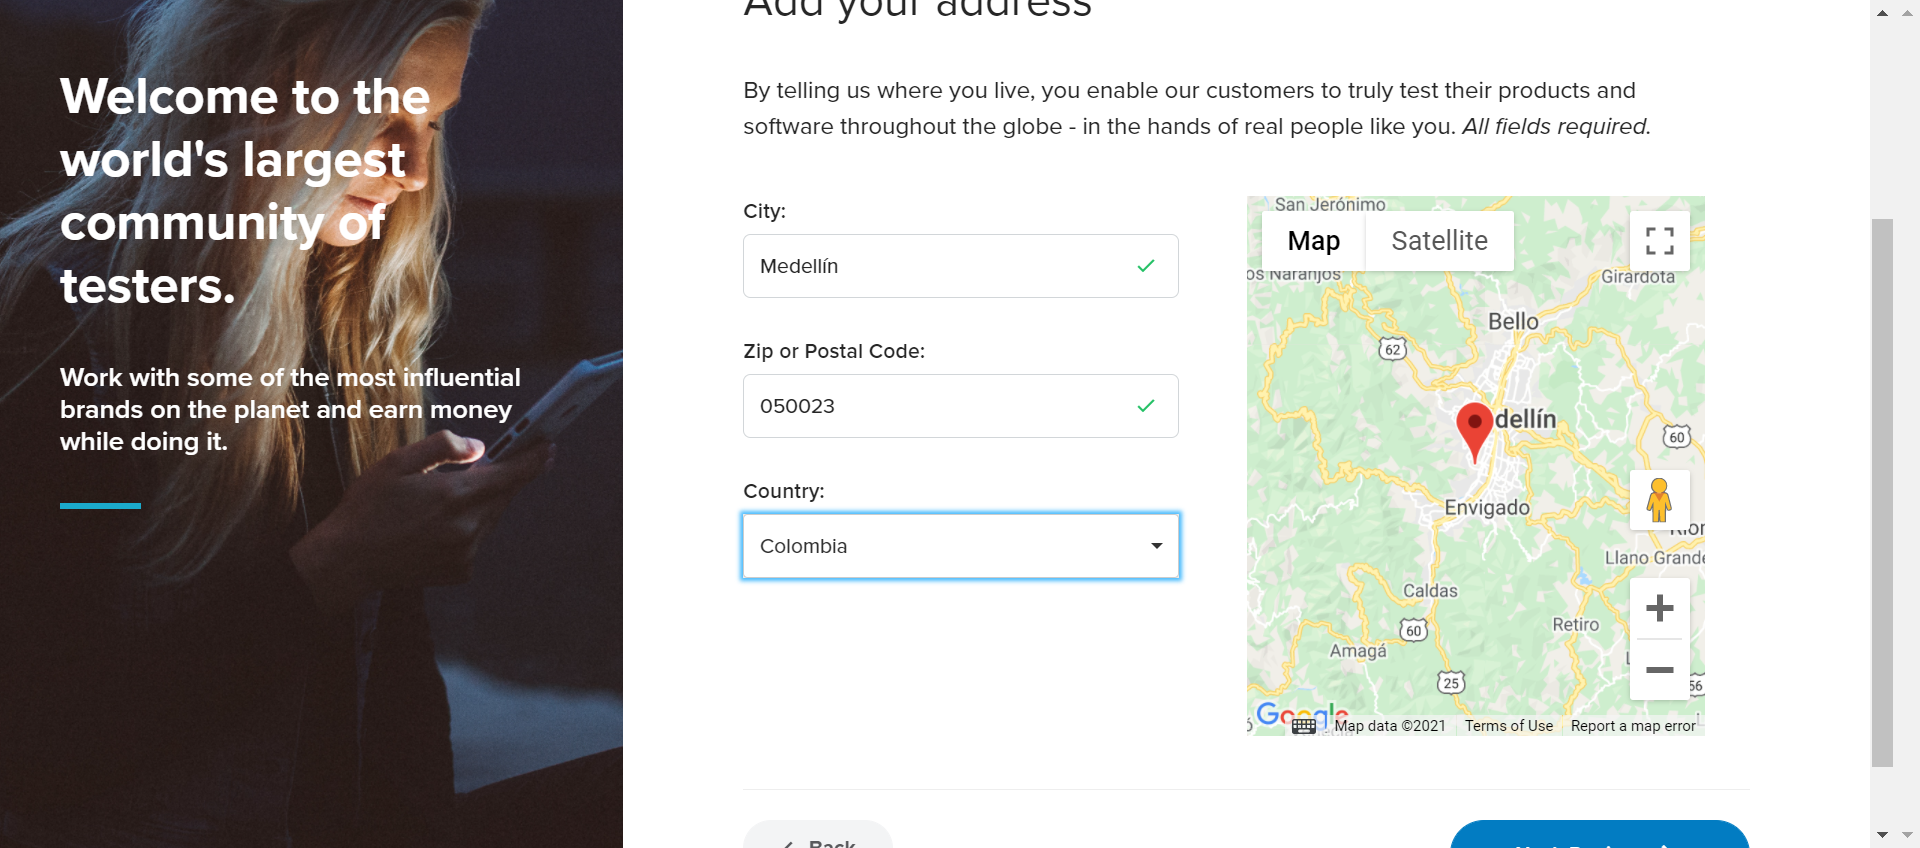 Welcome to the
world's largest
community of
testers.
Work with some of the most influential
brands on the planet and earn money
while doing it.
Add your address
By telling us where you live, you enable our customers to truly test their products and
software throughout the globe - in the hands of real people like you. All fields required.
City:
Medellín
Zip or Postal Code:
050023
Country:
Colombia
San Jerónimo
Map
Satellite
os Naranjos
Girardota
Bello
62
dellín
60
Envigado
Llano Grande
Caldas
60
Retiro
Amagá
25
56
Google
Map data ©2021
Terms of Use
Report a map error
Back